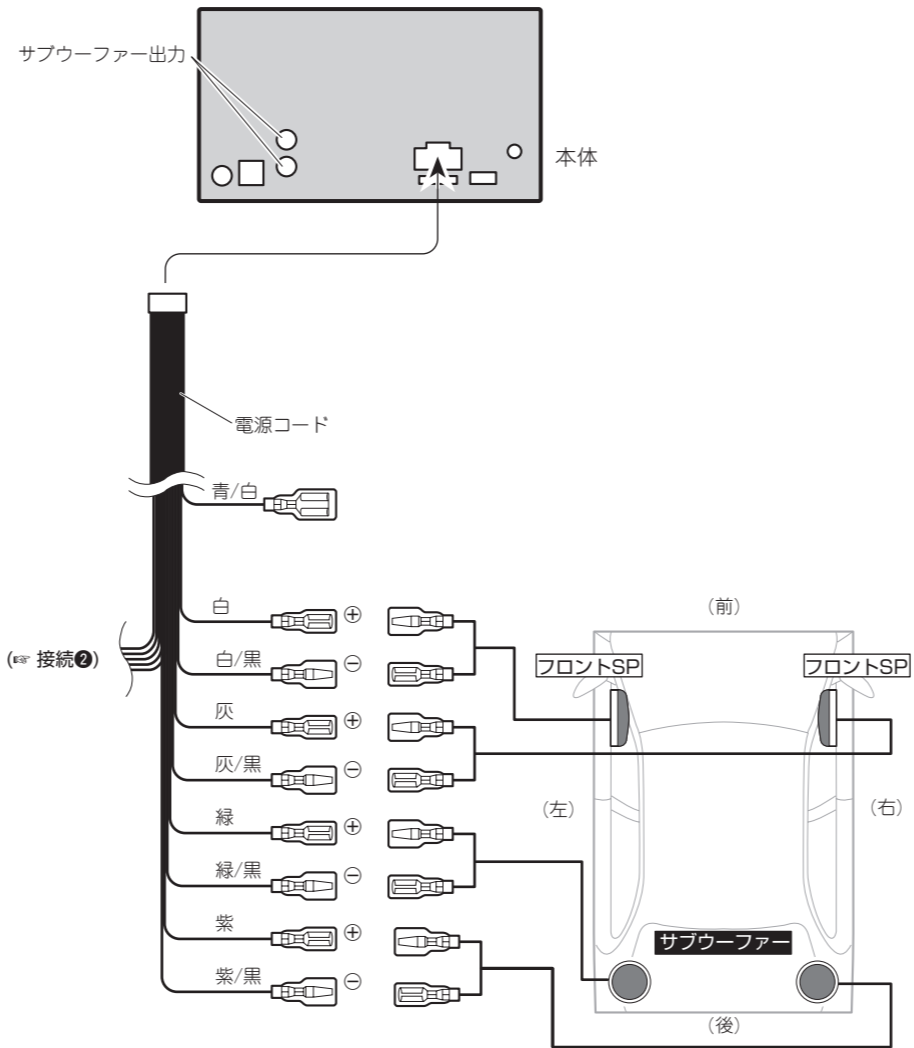 サブウーファー出力
本体
電源コード
青/白
白 ⊕
白/黒 ⊖
(☞ 接続❷)
灰 ⊕
灰/黒 ⊖
緑 ⊕
緑/黒 ⊖
紫 ⊕
紫/黒 ⊖
(前)
フロントSP フロントSP
(左) (右)
サブウーファー
(後)